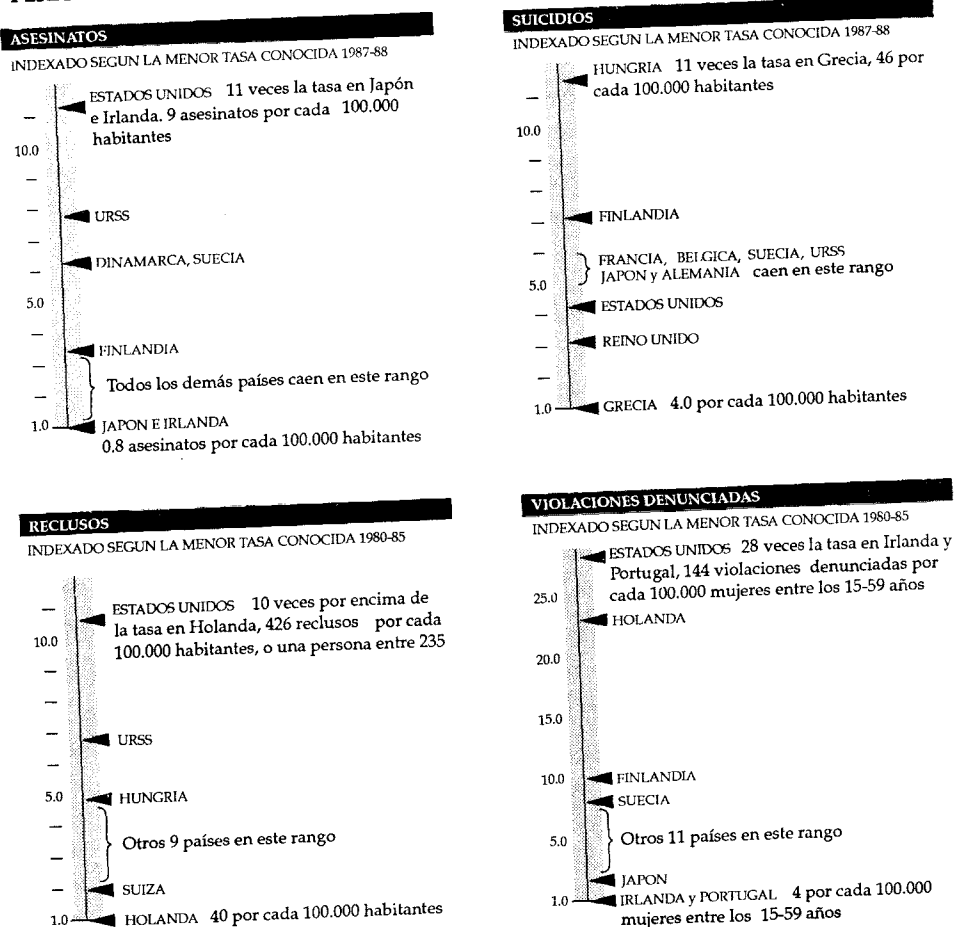 ASESINATOS
INDEXADO SEGUN LA MENOR TASA CONOCIDA 1987-88
ESTADOS UNIDOS 11 veces la tasa en Japón
e Irlanda. 9 asesinatos por cada 100.000
habitantes
10.0
URSS
DINAMARCA, SUECIA
5.0
FINLANDIA
Todos los demás países caen en este rango
1.0
JAPON E IRLANDA
0.8 asesinatos por cada 100.000 habitantes
SUICIDIOS
INDEXADO SEGUN LA MENOR TASA CONOCIDA 1987-88
HUNGRIA 11 veces la tasa en Grecia, 46 por
cada 100.000 habitantes
10.0
FINLANDIA
FRANCIA, BELGICA, SUECIA, URSS
JAPON y ALEMANIA caen en este rango
5.0
ESTADOS UNIDOS
REINO UNIDO
1.0
GRECIA 4.0 por cada 100.000 habitantes
RECLUSOS
INDEXADO SEGUN LA MENOR TASA CONOCIDA 1980-85
ESTADOS UNIDOS 10 veces por encima de
la tasa en Holanda, 426 reclusos por cada
100.000 habitantes, o una persona entre 235
10.0
URSS
5.0
HUNGRIA
Otros 9 países en este rango
SUIZA
1.0
HOLANDA 40 por cada 100.000 habitantes
VIOLACIONES DENUNCIADAS
INDEXADO SEGUN LA MENOR TASA CONOCIDA 1980-85
ESTADOS UNIDOS 28 veces la tasa en Irlanda y
Portugal, 144 violaciones denunciadas por
cada 100.000 mujeres entre los 15-59 años
25.0
HOLANDA
20.0
15.0
10.0
FINLANDIA
SUECIA
5.0
Otros 11 países en este rango
JAPON
1.0
IRLANDA y PORTUGAL 4 por cada 100.000
mujeres entre los 15-59 años